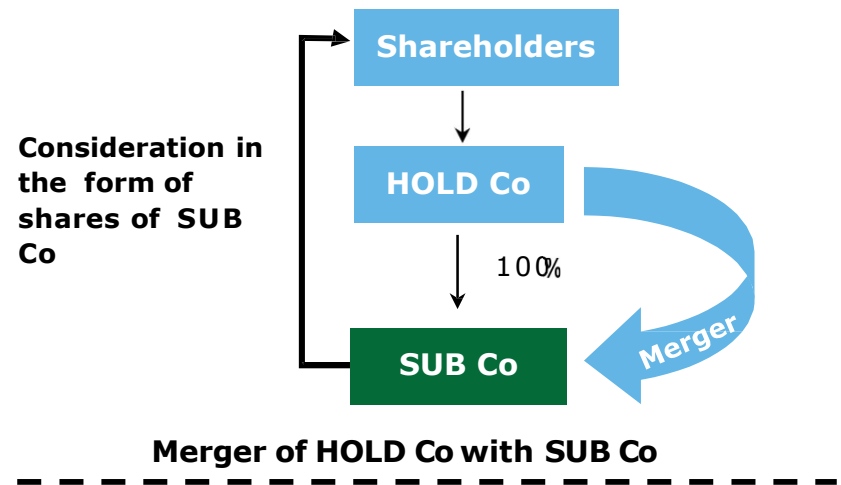 Shareholders
Consideration in
the form of
shares of SUB
Co
HOLD Co
100%
Merger
SUB Co
Merger of HOLD Co with SUB Co